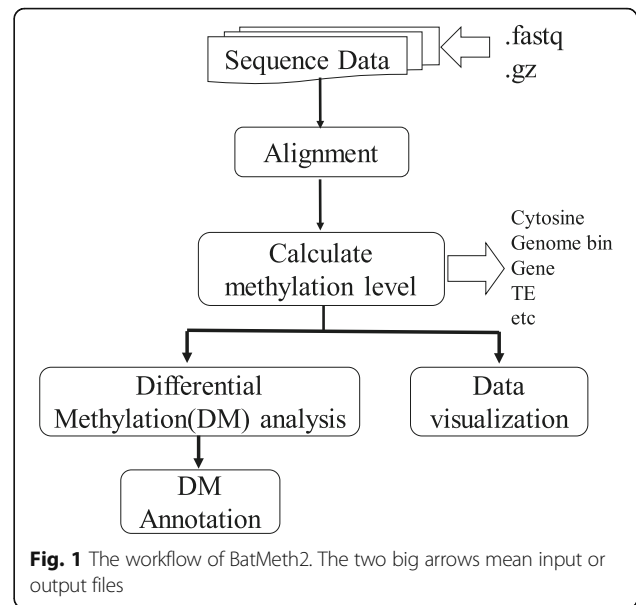 Sequence Data
.fastq
.gz
Alignment
Calculate
methylation level
Cytosine
Genome bin
Gene
TE
etc
Differential
Methylation(DM) analysis
Data
visualization
DM
Annotation
Fig. 1 The workflow of BatMeth2. The two big arrows mean input or
output files